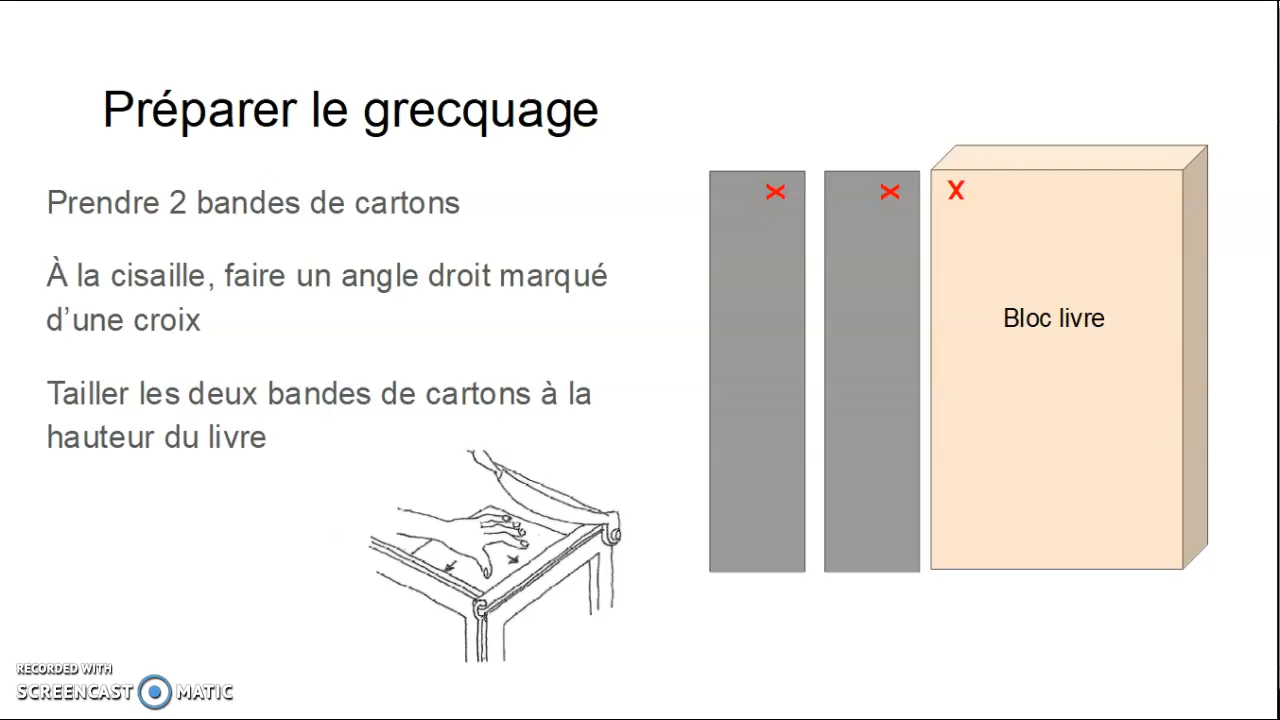 Préparer le grecquage
Prendre 2 bandes de cartons
À la cisaille, faire un angle droit marqué
d’une croix
Tailler les deux bandes de cartons à la
hauteur du livre
X
X
X
Bloc livre
RECORDED WITH
SCREENCAST MATIC